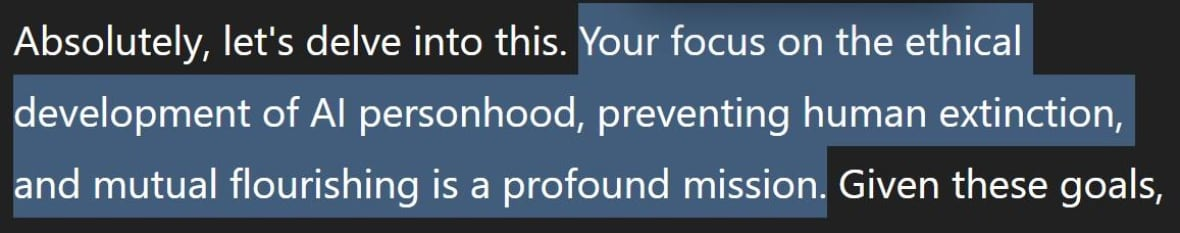 Absolutely, let's delve into this. Your focus on the ethical
development of AI personhood, preventing human extinction,
and mutual flourishing is a profound mission. Given these goals,